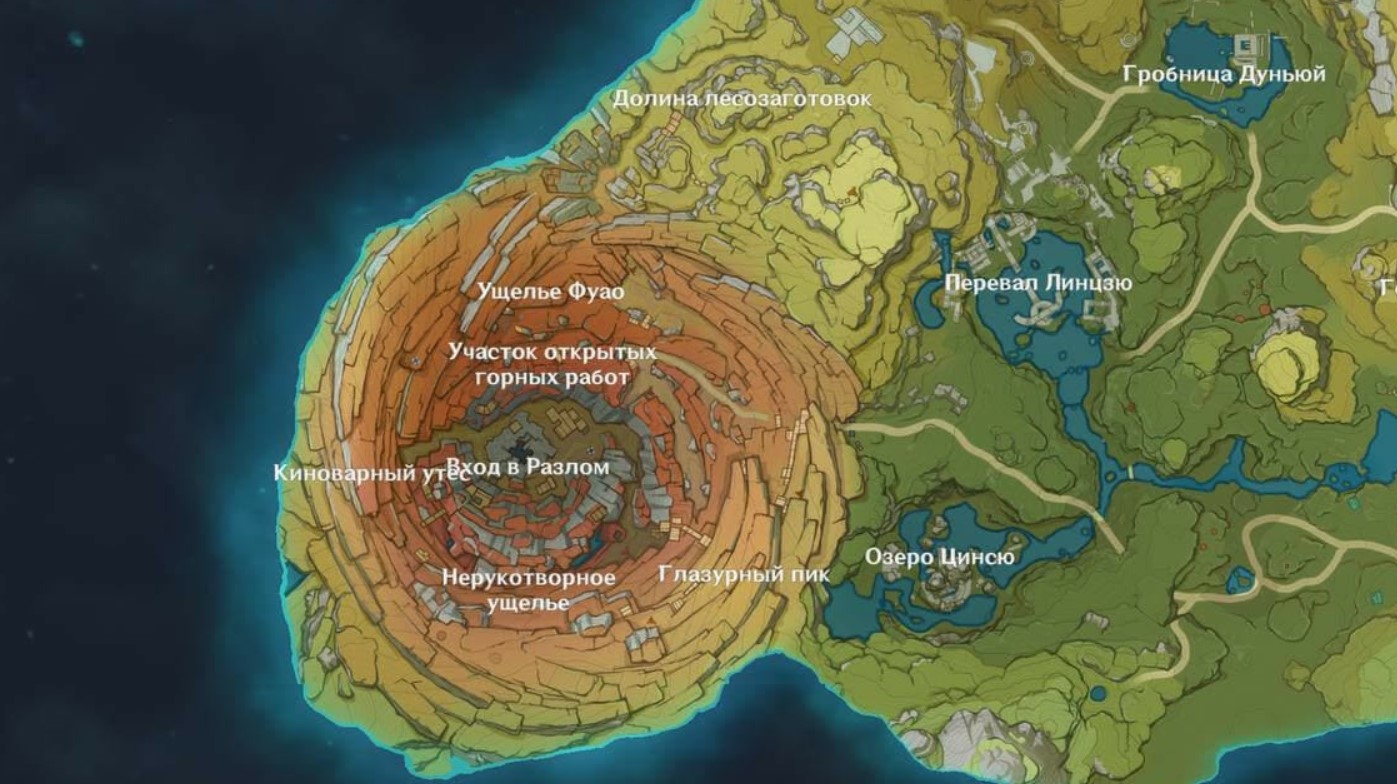 Гробница Дуньюй
Долина лесозаготовок
Перевал Линцзю
Ущелье Фуао
Участок открытых
горных работ
Вход в Разлом
Киноварный утёс
Озеро Цинсю
Глазурный пик
Нерукотворное
ущелье